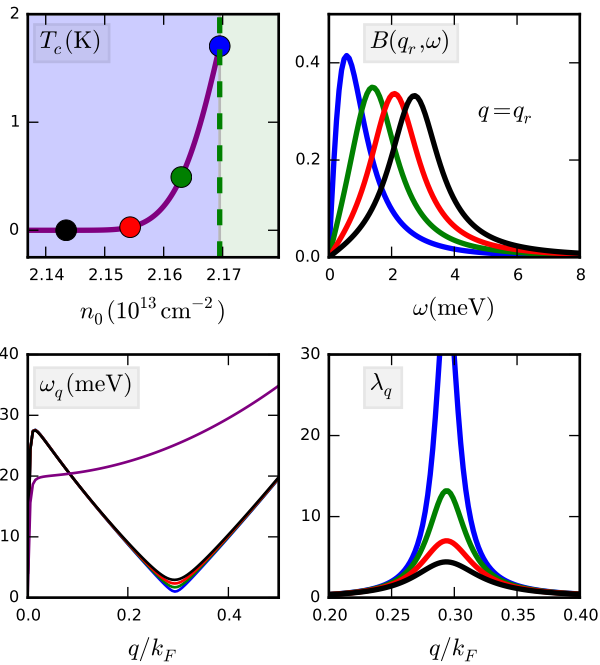 T_c(K)
2
1
0
2.14 2.15 2.16 2.17
n_0(10^{13} cm^{-2})
B(q_r,ω)
q=q_r
0.4
0.2
0.0
0 2 4 6 8
ω(meV)
ω_q(meV)
40
30
20
10
0
0.0 0.2 0.4
q/k_F
λ_q
30
20
10
0
0.20 0.25 0.30 0.35 0.40
q/k_F